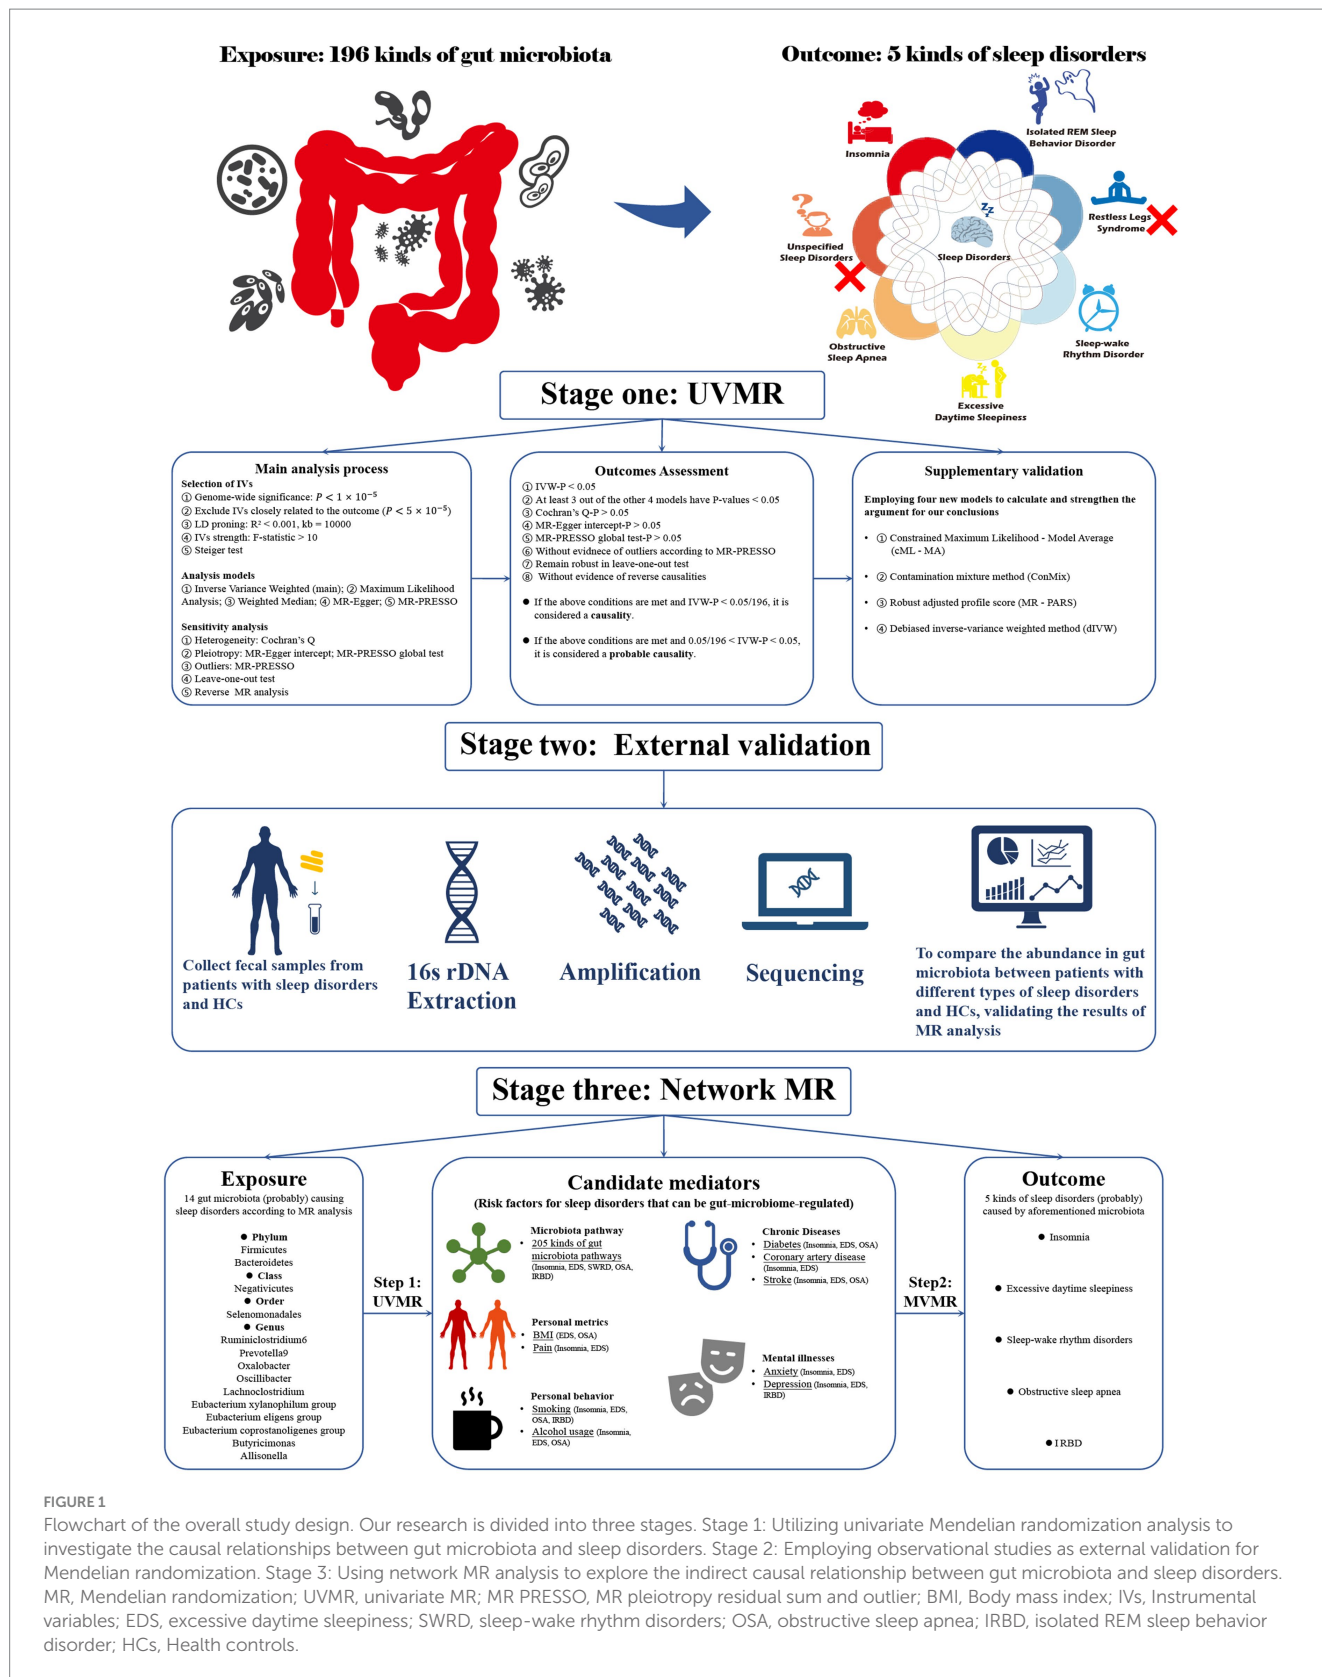 Exposure: 196 kinds of gut microbiota
Outcome: 5 kinds of sleep disorders
Isolated REM Sleep
Behavior Disorder
Insomnia
Restless Legs
Syndrome
Unspecified
Sleep Disorders
zz
Sleep Disorders
Obstructive
Sleep Apnea
Sleep-wake
Rhythm Disorder
zz
Excessive
Daytime Sleepiness
Stage one: UVMR
Main analysis process
Selection of IVs
① Genome-wide significance: P < 1 × 10⁻⁵
② Exclude IVs closely related to the outcome (P < 5 × 10⁻⁵)
③ LD proning: R² < 0.001, kb = 10000
④ IVs strength: F-statistic > 10
⑤ Steiger test
Analysis models
① Inverse Variance Weighted (main); ② Maximum Likelihood
Analysis; ③ Weighted Median; ④ MR-Egger; ⑤ MR-PRESSO
Sensitivity analysis
① Heterogeneity: Cochran's Q
② Pleiotropy: MR-Egger intercept; MR-PRESSO global test
③ Outliers: MR-PRESSO
④ Leave-one-out test
⑤ Reverse MR analysis
Outcomes Assessment
① IVW-P < 0.05
② At least 3 out of the other 4 models have P-values < 0.05
③ Cochran's Q-P > 0.05
④ MR-Egger intercept-P > 0.05
⑤ MR-PRESSO global test-P > 0.05
⑥ Without evidnece of outliers according to MR-PRESSO
⑦ Remain robust in leave-one-out test
⑧ Without evidence of reverse causalities
● If the above conditions are met and IVW-P < 0.05/196, it is
considered a causality.
● If the above conditions are met and 0.05/196 < IVW-P < 0.05,
it is considered a probable causality.
Supplementary validation
Employing four new models to calculate and strengthen the
argument for our conclusions
• ① Constrained Maximum Likelihood - Model Average
(cML - MA)
• ② Contamination mixture method (ConMix)
• ③ Robust adjusted profile score (MR - PARS)
• ④ Debiased inverse-variance weighted method (dIVW)
Stage two: External validation
Collect fecal samples from
patients with sleep disorders
and HCs
16s rDNA
Extraction
Amplification
Sequencing
To compare the abundance in gut
microbiota between patients with
different types of sleep disorders
and HCs, validating the results of
MR analysis
Stage three: Network MR
Exposure
14 gut microbiota (probably) causing
sleep disorders according to MR analysis
● Phylum
Firmicutes
Bacteroidetes
● Class
Negativicutes
● Order
Selenomonadales
● Genus
Ruminiclostridium6
Prevotella9
Oxalobacter
Oscillibacter
Lachnoclostridium
Eubacterium xylanophilum group
Eubacterium eligens group
Eubacterium coprostanoligenes group
Butyricimonas
Allisonella
Step 1:
UVMR
Candidate mediators
(Risk factors for sleep disorders that can be gut-microbiome-regulated)
Microbiota pathway
• 205 kinds of gut
microbiota pathways
(Insomnia, EDS, SWRD, OSA,
IRBD)
Personal metrics
• BMI (EDS, OSA)
• Pain (Insomnia, EDS)
Personal behavior
• Smoking (Insomnia, EDS,
OSA, IRBD)
• Alcohol usage (Insomnia,
EDS, OSA)
Chronic Diseases
• Diabetes (Insomnia, EDS, OSA)
• Coronary artery disease
(Insomnia, EDS)
• Stroke (Insomnia, EDS, OSA)
Mental illnesses
• Anxiety (Insomnia, EDS)
• Depression (Insomnia, EDS,
IRBD)
Step2:
MVMR
Outcome
5 kinds of sleep disorders (probably)
caused by aforementioned microbiota
● Insomnia
● Excessive daytime sleepiness
● Sleep-wake rhythm disorders
● Obstructive sleep apnea
● IRBD
FIGURE 1
Flowchart of the overall study design. Our research is divided into three stages. Stage 1: Utilizing univariate Mendelian randomization analysis to
investigate the causal relationships between gut microbiota and sleep disorders. Stage 2: Employing observational studies as external validation for
Mendelian randomization. Stage 3: Using network MR analysis to explore the indirect causal relationship between gut microbiota and sleep disorders.
MR, Mendelian randomization; UVMR, univariate MR; MR PRESSO, MR pleiotropy residual sum and outlier; BMI, Body mass index; IVs, Instrumental
variables; EDS, excessive daytime sleepiness; SWRD, sleep-wake rhythm disorders; OSA, obstructive sleep apnea; IRBD, isolated REM sleep behavior
disorder; HCs, Health controls.